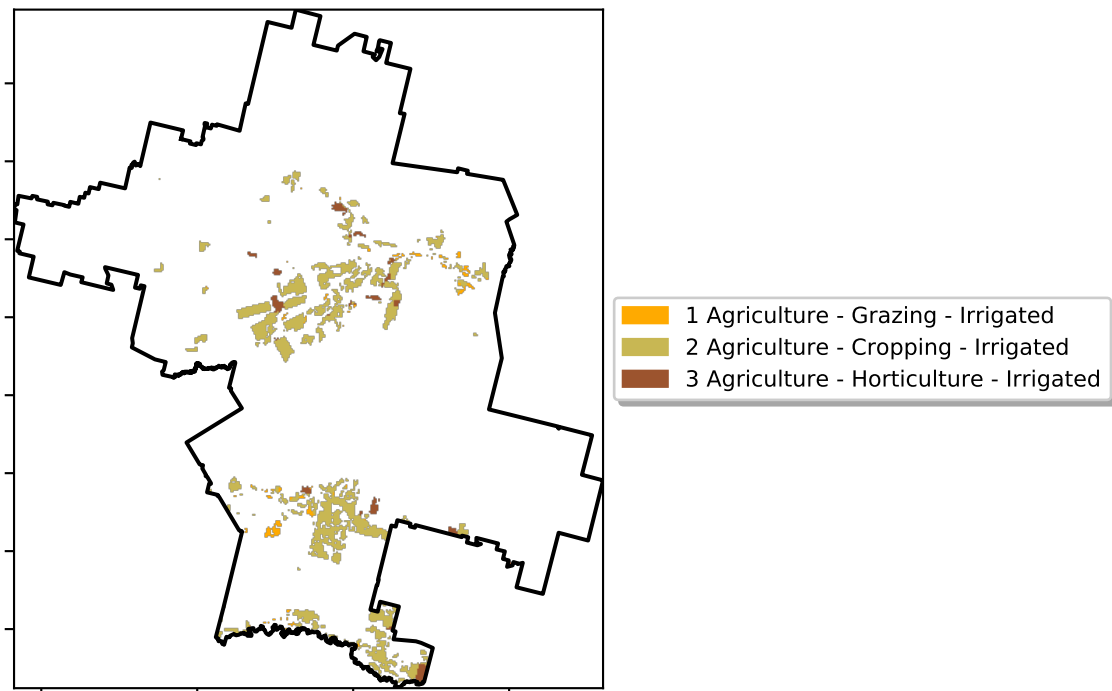 1 Agriculture - Grazing - Irrigated
2 Agriculture - Cropping - Irrigated
3 Agriculture - Horticulture - Irrigated